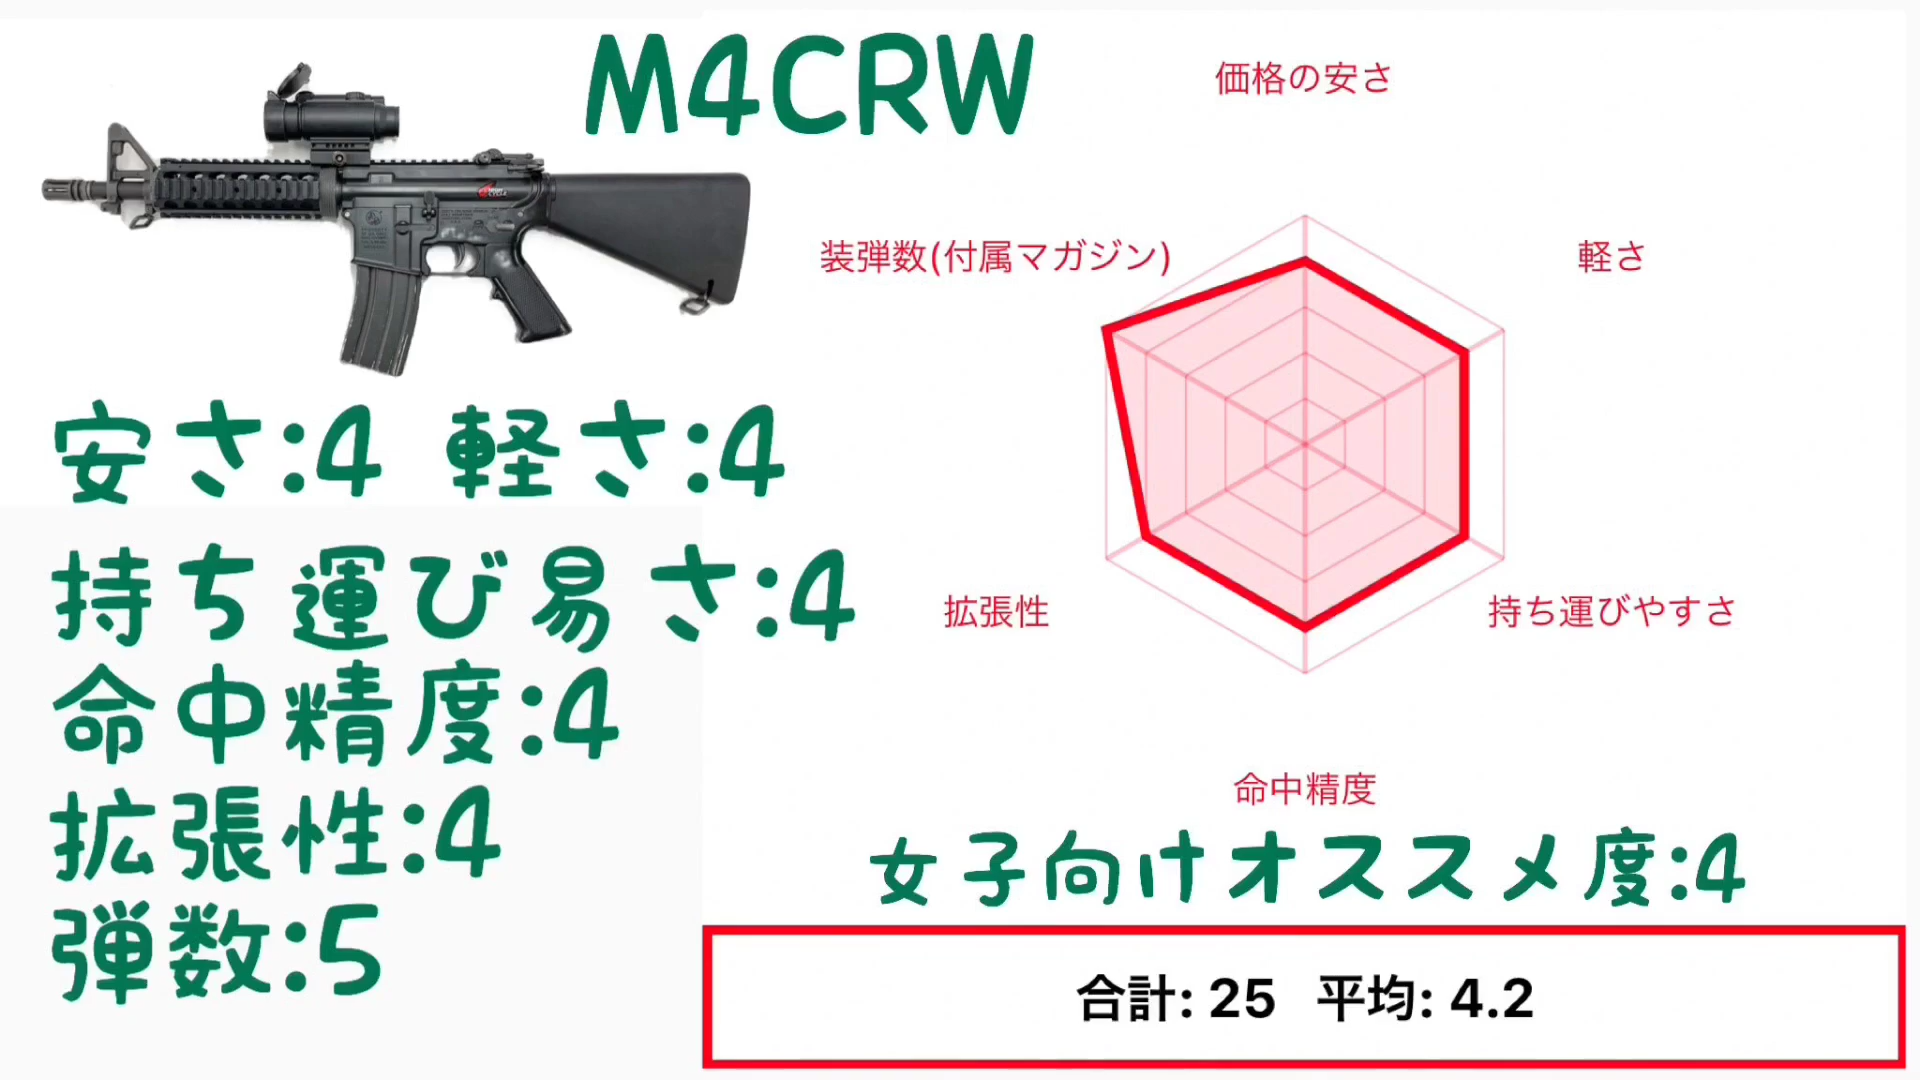 M4CRW
価格の安さ
装弾数(付属マガジン)
軽さ
安さ:4 軽さ:4
持ち運び易さ:4
拡張性
持ち運びやすさ
命中精度:4
命中精度
拡張性:4
女子向けオススメ度:4
弾数:5
合計: 25 平均: 4.2